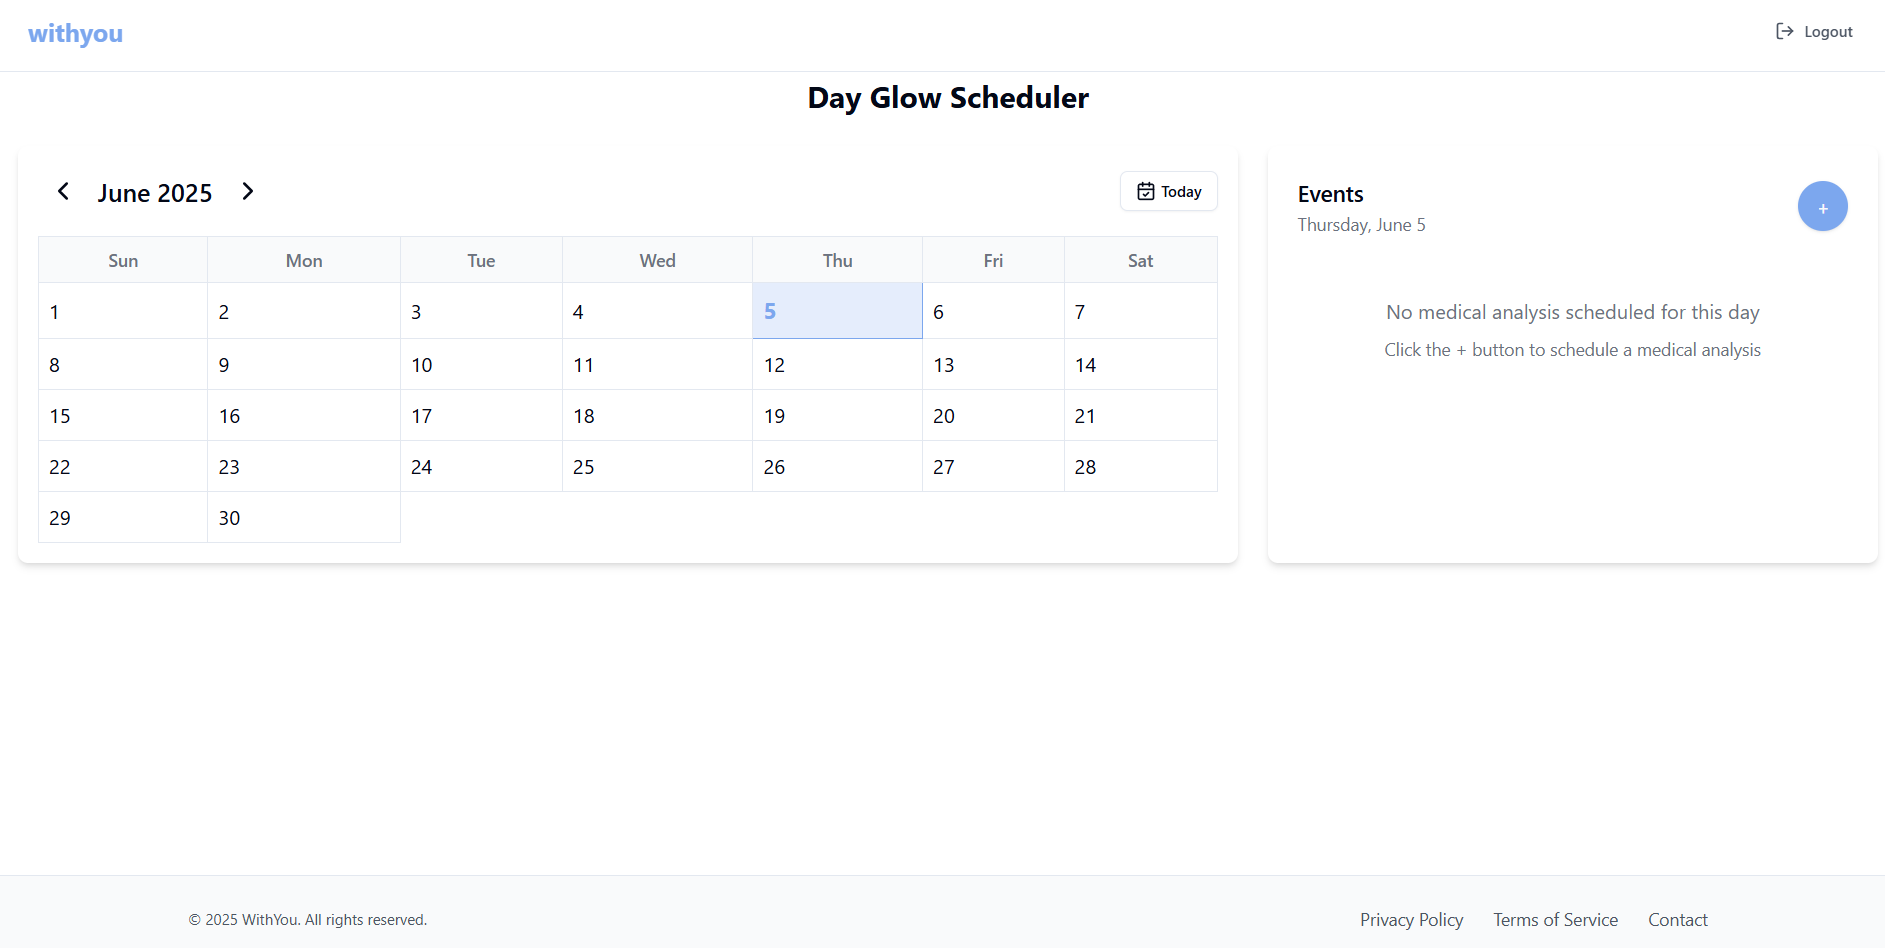 withyou
Logout
Day Glow Scheduler
June 2025
Today
Sun Mon Tue Wed Thu Fri Sat
1 2 3 4 5 6 7
8 9 10 11 12 13 14
15 16 17 18 19 20 21
22 23 24 25 26 27 28
29 30
Events
+
Thursday, June 5
No medical analysis scheduled for this day
Click the + button to schedule a medical analysis
© 2025 WithYou. All rights reserved.
Privacy Policy Terms of Service Contact